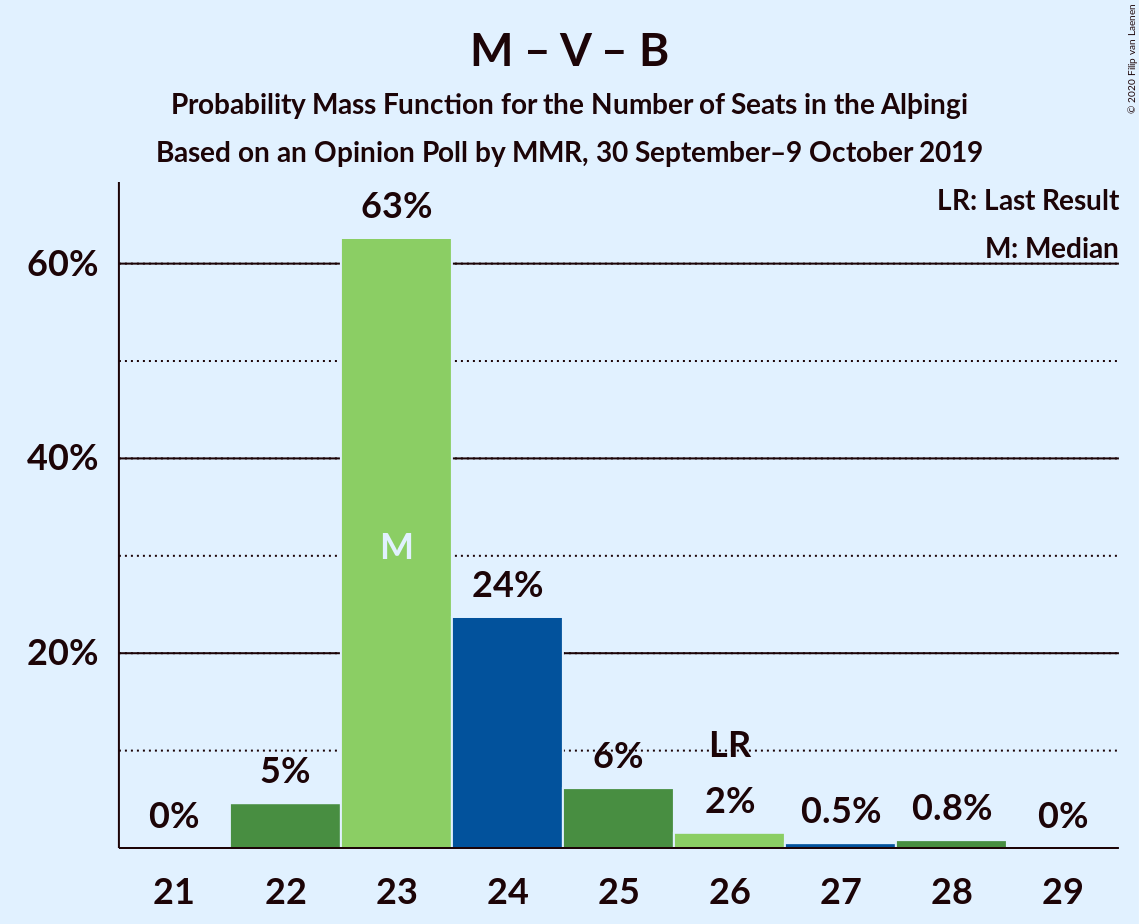 M – V – B
Probability Mass Function for the Number of Seats in the Alþingi
Based on an Opinion Poll by MMR, 30 September–9 October 2019
© 2020 Filip van Laenen
LR: Last Result
M: Median
63%
60%
40%
M
24%
20%
LR
6%
5%
2%
0.5%
0.8%
0%
0%
21 22 23 24 25 26 27 28 29